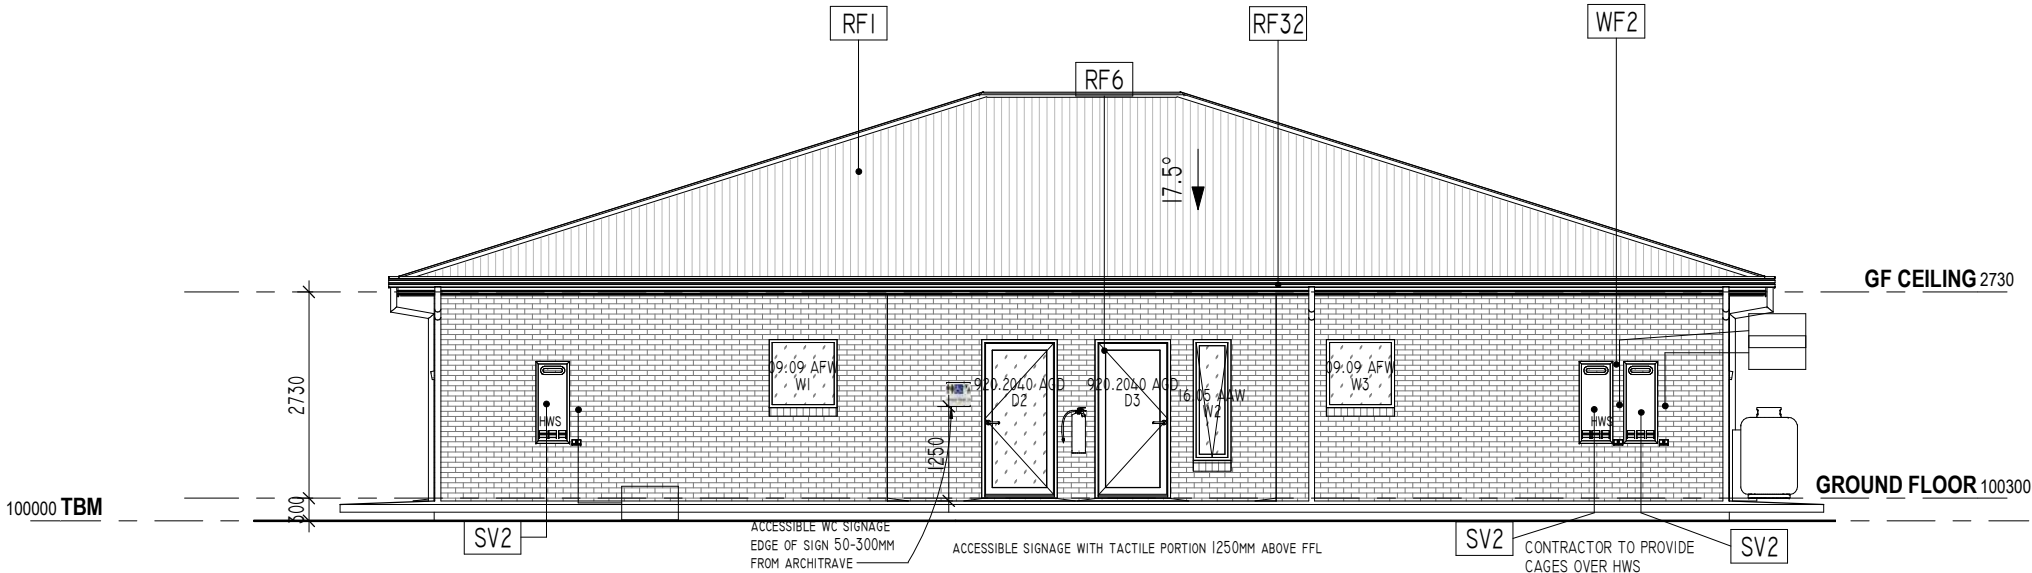 RF1
RF32
WF2
RF6
17.5°
GF CEILING 2730
2730
09.09 AFW
W1
920.2040 AGD
D2
920.2040 AGD
D3
16.05 AAW
W2
09.09 AFW
W3
HWS
HWS
1250
300
100000 TBM
GROUND FLOOR 100300
SV2
ACCESSIBLE WC SIGNAGE
EDGE OF SIGN 50-300MM
FROM ARCHITRAVE
ACCESSIBLE SIGNAGE WITH TACTILE PORTION 1250MM ABOVE FFL
SV2
CONTRACTOR TO PROVIDE
CAGES OVER HWS
SV2